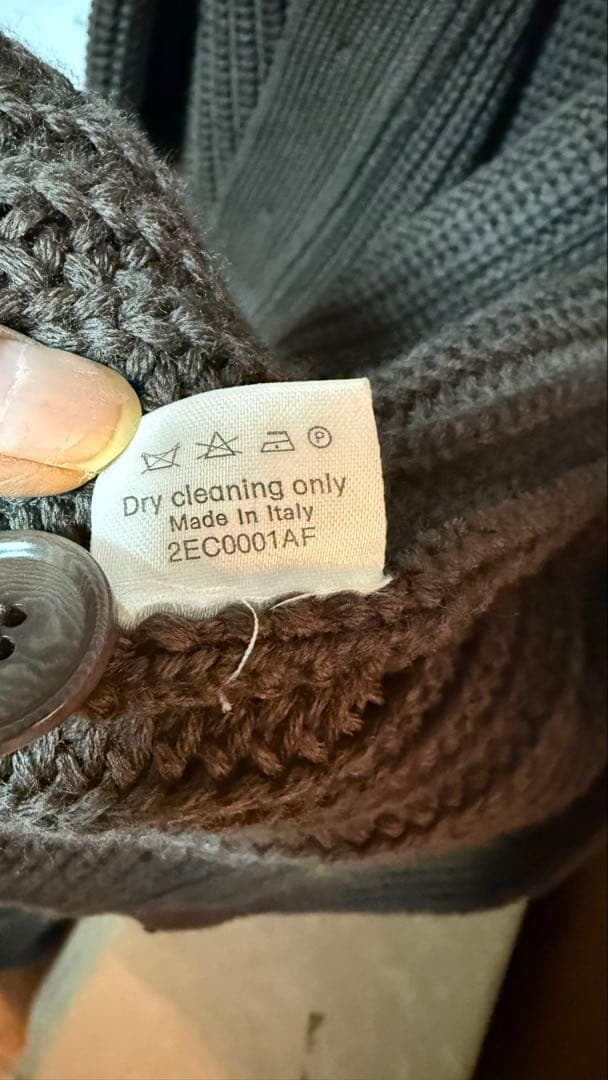 P
Dry cleaning only
Made In Italy
2EC0001AF